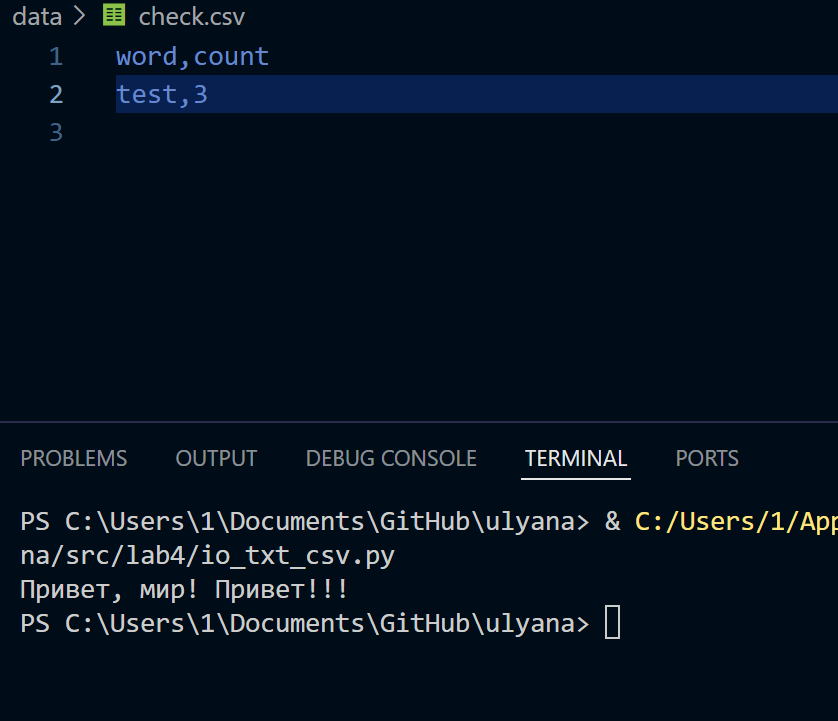 data > check.csv
1 word,count
2 test,3
3
PROBLEMS OUTPUT DEBUG CONSOLE TERMINAL PORTS
PS C:\Users\1\Documents\GitHub\ulyana> & C:/Users/1/App
na/src/lab4/io_txt_csv.py
Привет, мир! Привет!!!
PS C:\Users\1\Documents\GitHub\ulyana>